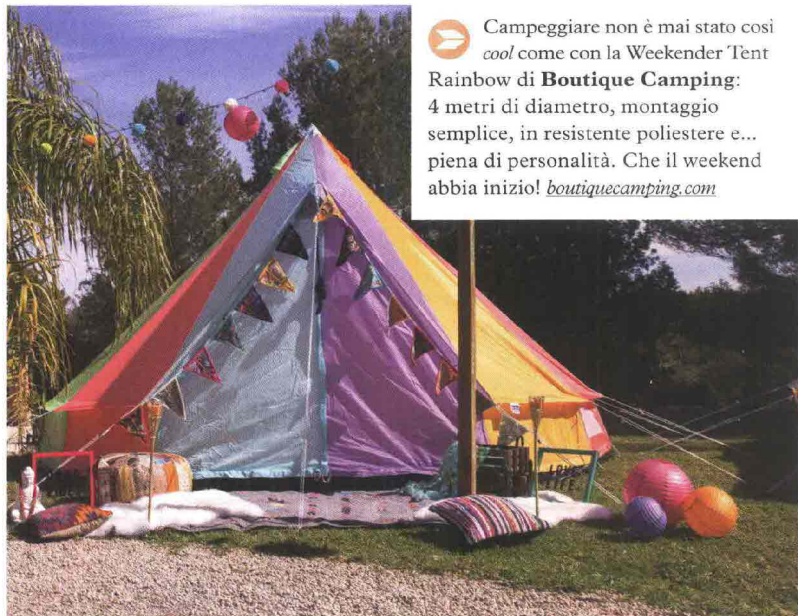 Campeggiare non è mai stato così
cool come con la Weekender Tent
Rainbow di Boutique Camping:
4 metri di diametro, montaggio
semplice, in resistente poliestere e...
piena di personalità. Che il weekend
abbia inizio! boutiquecamping.com